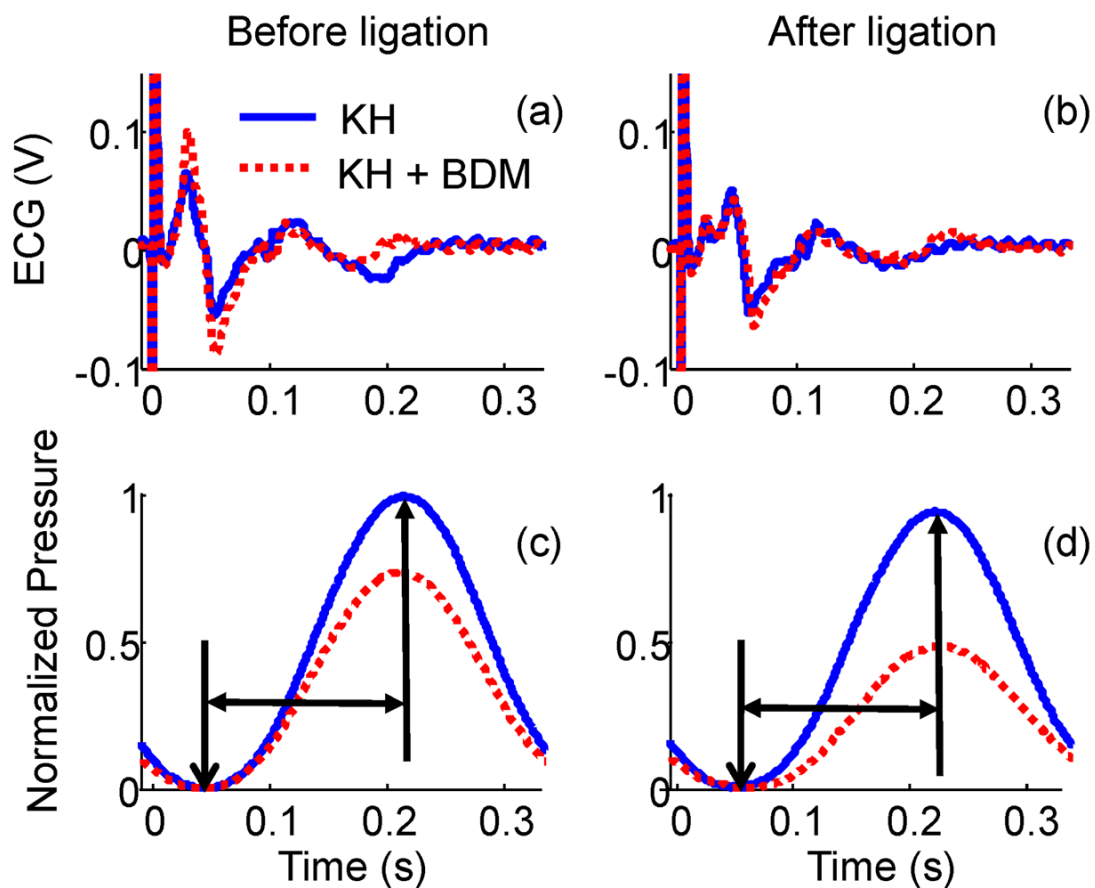 Before ligation
After ligation
ECG (V)
0.1
0
-0.1
KH
KH + BDM
(a)
0 0.1 0.2 0.3
0.1
0
-0.1
(b)
0 0.1 0.2 0.3
Normalized Pressure
1
0.5
0
(c)
0 0.1 0.2 0.3
Time (s)
1
0.5
0
(d)
0 0.1 0.2 0.3
Time (s)